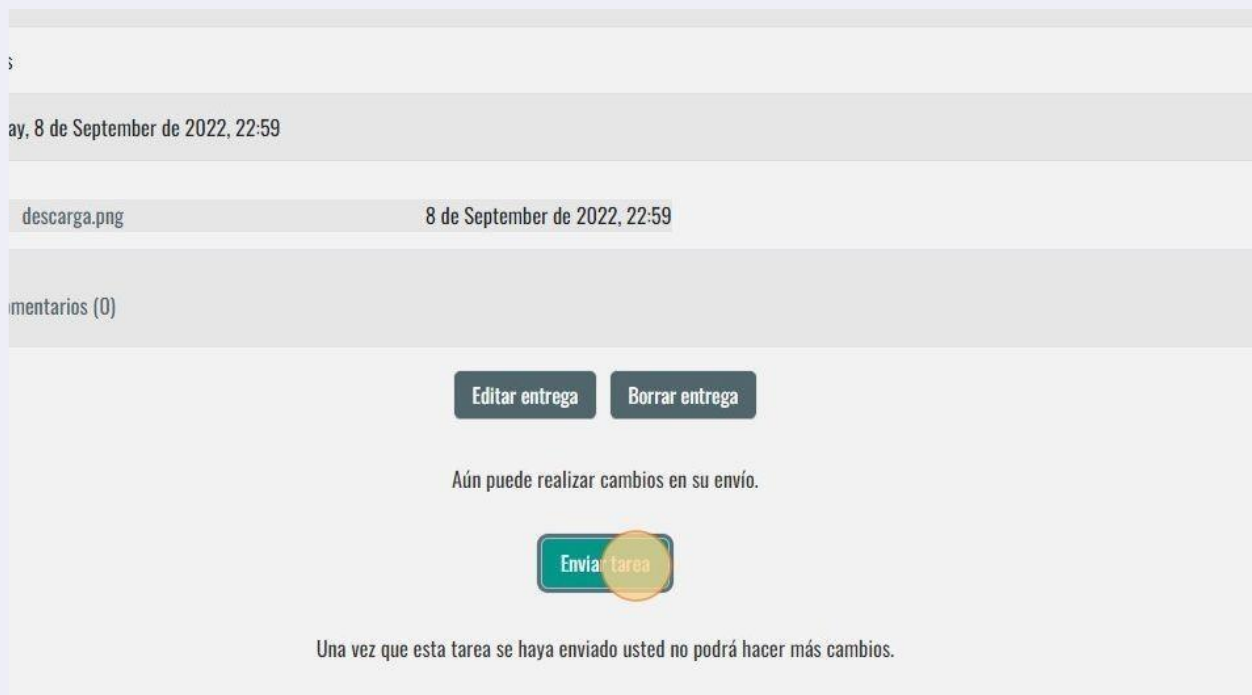 s
ay, 8 de September de 2022, 22:59
descarga.png 8 de September de 2022, 22:59
omentarios (0)
Editar entrega Borrar entrega
Aún puede realizar cambios en su envío.
Enviar tarea
Una vez que esta tarea se haya enviado usted no podrá hacer más cambios.